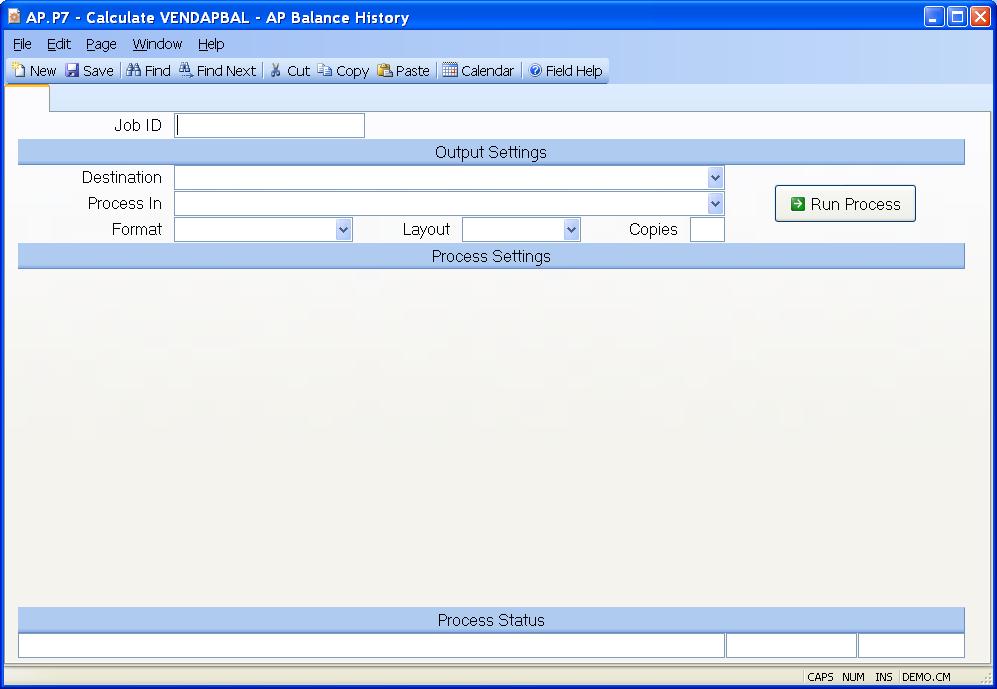 AP.P7 - Calculate VENDAPBAL - AP Balance History
File Edit Page Window Help
New Save Find Find Next Cut Copy Paste Calendar Field Help
Job ID
Output Settings
Destination
Process In
Run Process
Format Layout Copies
Process Settings
Process Status
CAPS NUM INS DEMO.CM